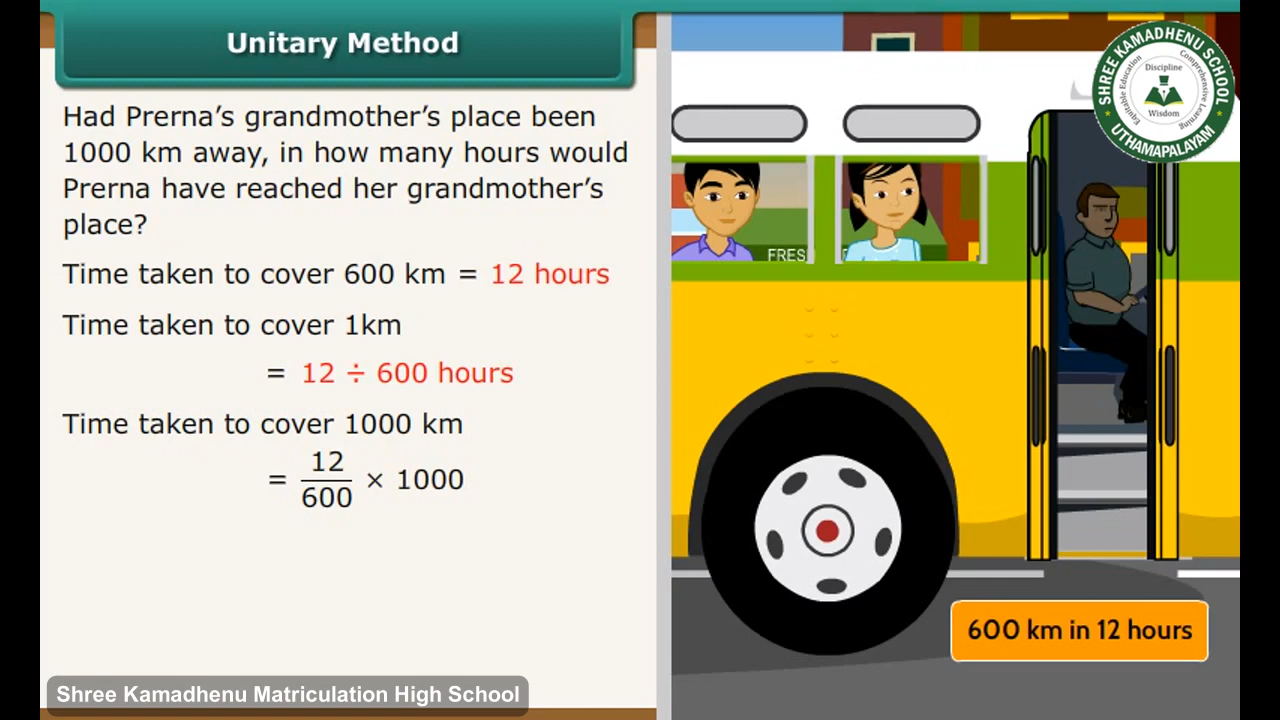 Unitary Method
Had Prerna's grandmother's place been
1000 km away, in how many hours would
Prerna have reached her grandmother's
place?
Time taken to cover 600 km = 12 hours
Time taken to cover 1km
= 12 ÷ 600 hours
Time taken to cover 1000 km
= 12/600 × 1000
FRES
SHREE KAMADHENU SCHOOL
Equitable Education
Discipline
Comprehensive Learning
Wisdom
UTHAMAPALAYAM
600 km in 12 hours
Shree Kamadhenu Matriculation High School